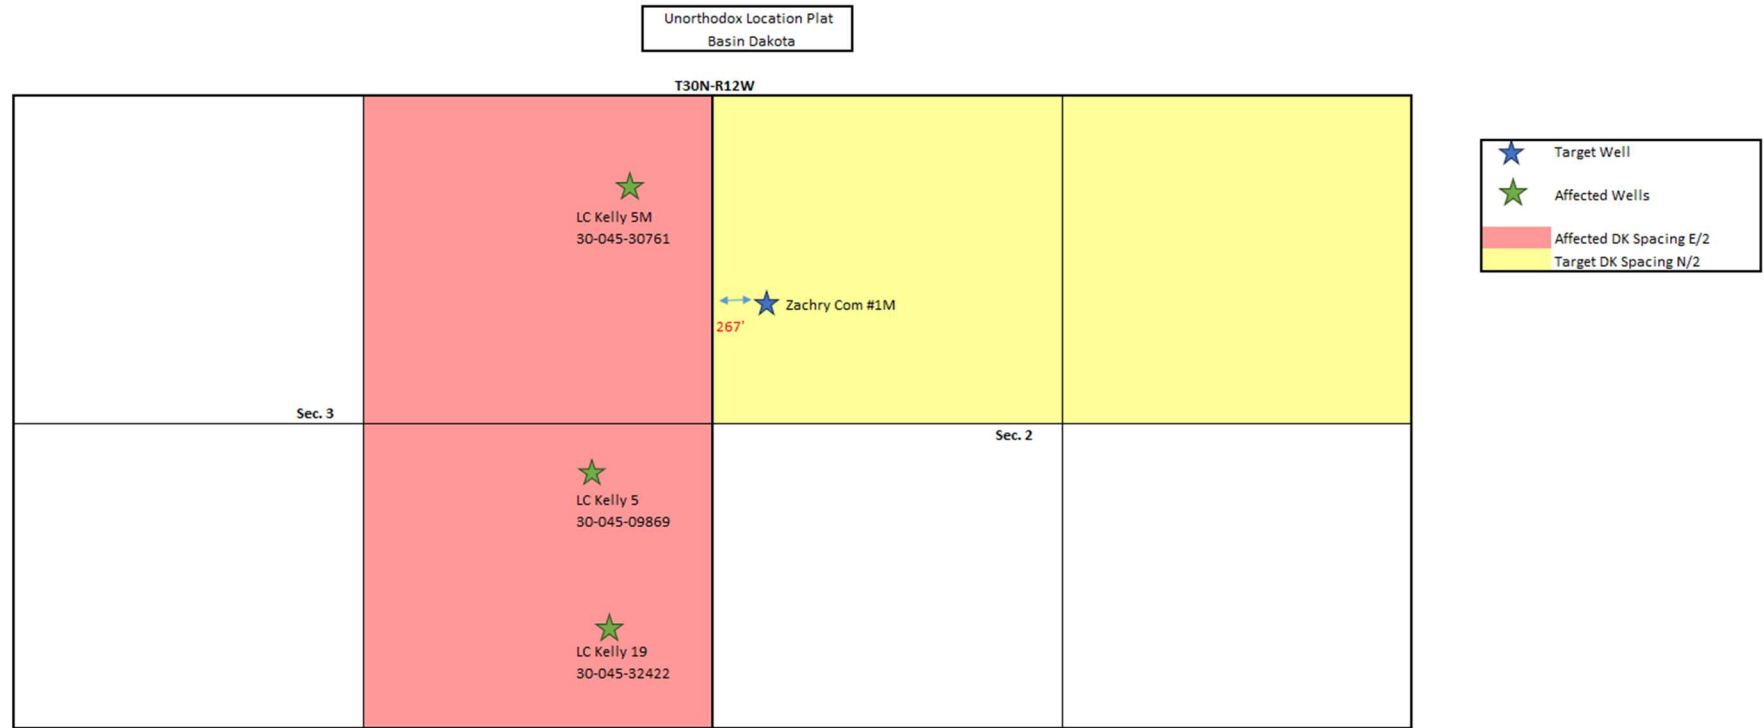 Unorthodox Location Plat
Basin Dakota
T30N-R12W
Target Well
Affected Wells
Affected DK Spacing E/2
Target DK Spacing N/2
LC Kelly 5M
30-045-30761
Zachry Com #1M
267'
Sec. 3
Sec. 2
LC Kelly 5
30-045-09869
LC Kelly 19
30-045-32422